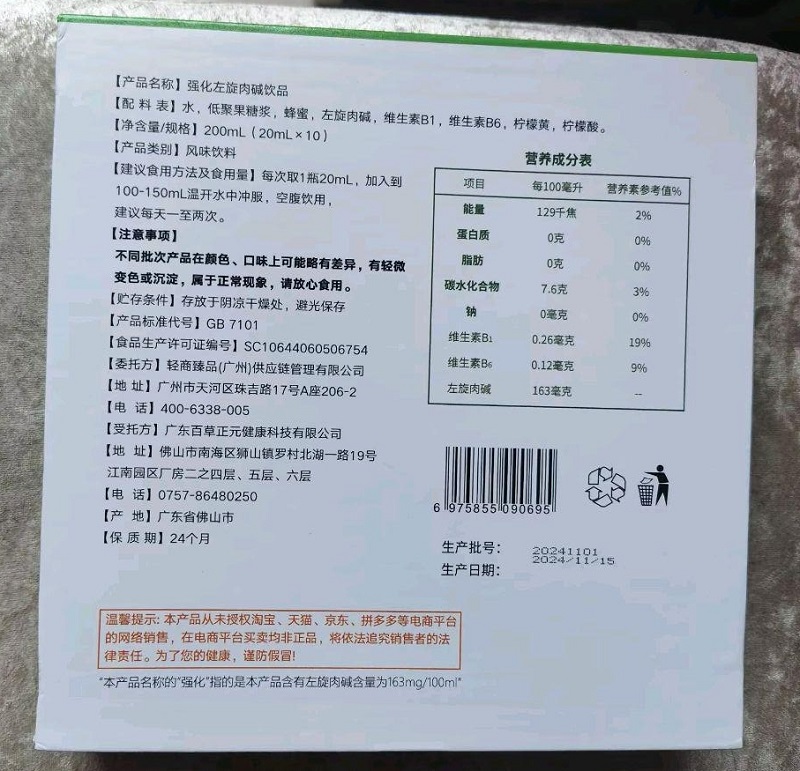 【产品名称】强化左旋肉碱饮品
【配 料 表】水，低聚果糖浆，蜂蜜，左旋肉碱，维生素B1，维生素B6，柠檬黄，柠檬酸。
【净含量/规格】200mL（20mL×10）
【产品类别】风味饮料
【建议食用方法及食用量】每次取1瓶20mL，加入到
100-150mL温开水中冲服，空腹饮用，
建议每天一至两次。
【注意事项】
不同批次产品在颜色、口味上可能略有差异，有轻微
变色或沉淀，属于正常现象，请放心食用。
【贮存条件】存放于阴凉干燥处，避光保存
【产品标准代号】GB 7101
【食品生产许可证编号】SC10644060506754
【委托方】轻商臻品(广州)供应链管理有限公司
【地 址】广州市天河区珠吉路17号A座206-2
【电 话】400-6338-005
【受托方】广东百草正元健康科技有限公司
【地 址】佛山市南海区狮山镇罗村北湖一路19号
江南园区厂房二之四层、五层、六层
【电 话】0757-86480250
【产 地】广东省佛山市
【保 质 期】24个月
营养成分表
项目 每100毫升 营养素参考值%
能量 129千焦 2%
蛋白质 0克 0%
脂肪 0克 0%
碳水化合物 7.6克 3%
钠 0毫克 0%
维生素B1 0.26毫克 19%
维生素B6 0.12毫克 9%
左旋肉碱 163毫克 --
6 975855 090695
生产批号： 20241101
生产日期： 2024/11/15
温馨提示: 本产品从未授权淘宝、天猫、京东、拼多多等电商平台
的网络销售，在电商平台买卖均非正品，将依法追究销售者的法
律责任。为了您的健康，谨防假冒!
"本产品名称的"强化"指的是本产品含有左旋肉碱含量为163mg/100ml"